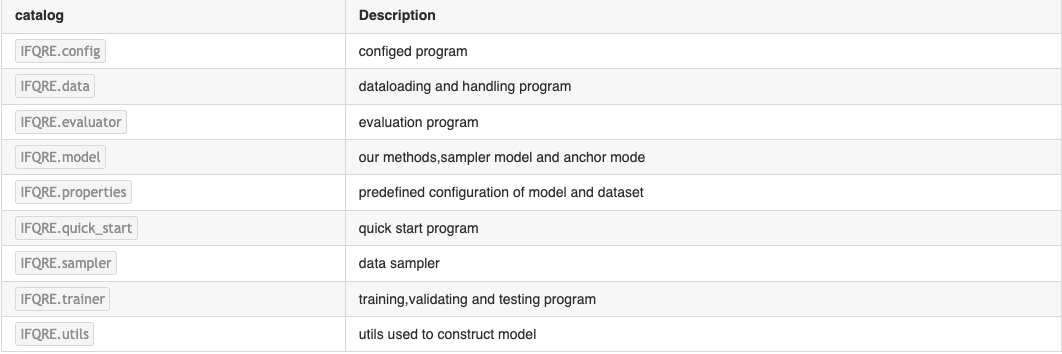 catalog Description
IFQRE.config configed program
IFQRE.data dataloading and handling program
IFQRE.evaluator evaluation program
IFQRE.model our methods,sampler model and anchor mode
IFQRE.properties predefined configuration of model and dataset
IFQRE.quick_start quick start program
IFQRE.sampler data sampler
IFQRE.trainer training,validating and testing program
IFQRE.utils utils used to construct model